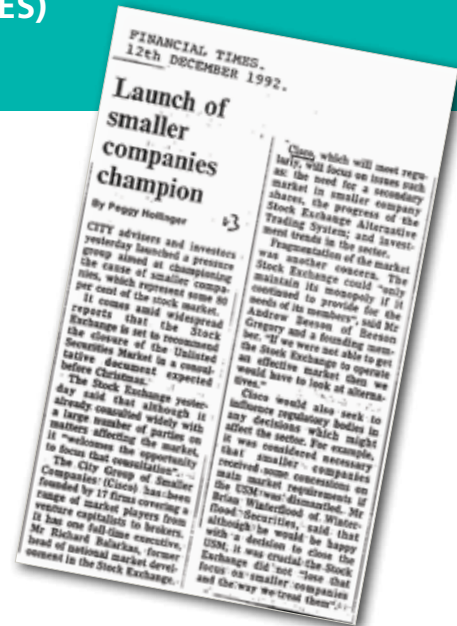 ES)
FINANCIAL TIMES.
12th DECEMBER 1992.
Launch of
smaller
companies
champion
By Peggy Hollinger
CITY advisers and investors
yesterday launched a pressure
group aimed at championing
the cause of smaller compa-
nies, which represent some 80
per cent of the stock market.
It comes amid widespread
reports that the Stock
Exchange is set to recommend
the closure of the Unlisted
Securities Market in a consul-
tative document expected
before Christmas.
The Stock Exchange yester-
day said that although it
already consulted widely with
a large number of parties on
matters affecting the market,
it "welcomes the opportunity
to focus that consultation".
The City Group of Smaller
Companies (Cisco) has been
founded by 17 firms covering a
range of market players from
venture capitalists to brokers.
It has one full-time executive,
Mr Richard Balarkas, former
head of national market devel-
opment in the Stock Exchange.
Cisco, which will meet regu-
larly, will focus on issues such
as: the need for a secondary
market in smaller company
shares, the progress of the
Stock Exchange Alternative
Trading System; and invest-
ment trends in the sector.
Fragmentation of the market
was another concern. The
Stock Exchange could "only
maintain its monopoly if it
continued to provide for the
needs of its members" said Mr
Andrew Beeson of Beeson
Gregory and a founding mem-
ber. "If we were not able to get
the Stock Exchange to operate
an effective market then we
would have to look at alterna-
tives."
Cisco would also seek to
influence regulatory bodies in
any decisions which might
affect the sector. For example,
it was considered necessary
that smaller companies
received some concessions on
main market requirements if
the USM was dismantled. Mr
Brian Winterflood of Winter-
flood Securities, said that
although he would be happy
with a decision to close the
USM, it was crucial the Stock
Exchange did not "lose that
focus on smaller companies
and the way we treat them".